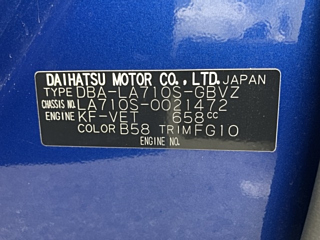 DAIHATSU MOTOR CO., LTD. JAPAN
TYPE DBA-LA710S-GBVZ
CHASSIS NO. LA710S-0021472
ENGINE KF-VET 658cc
COLOR B58 TRIM FG10
ENGINE NO.